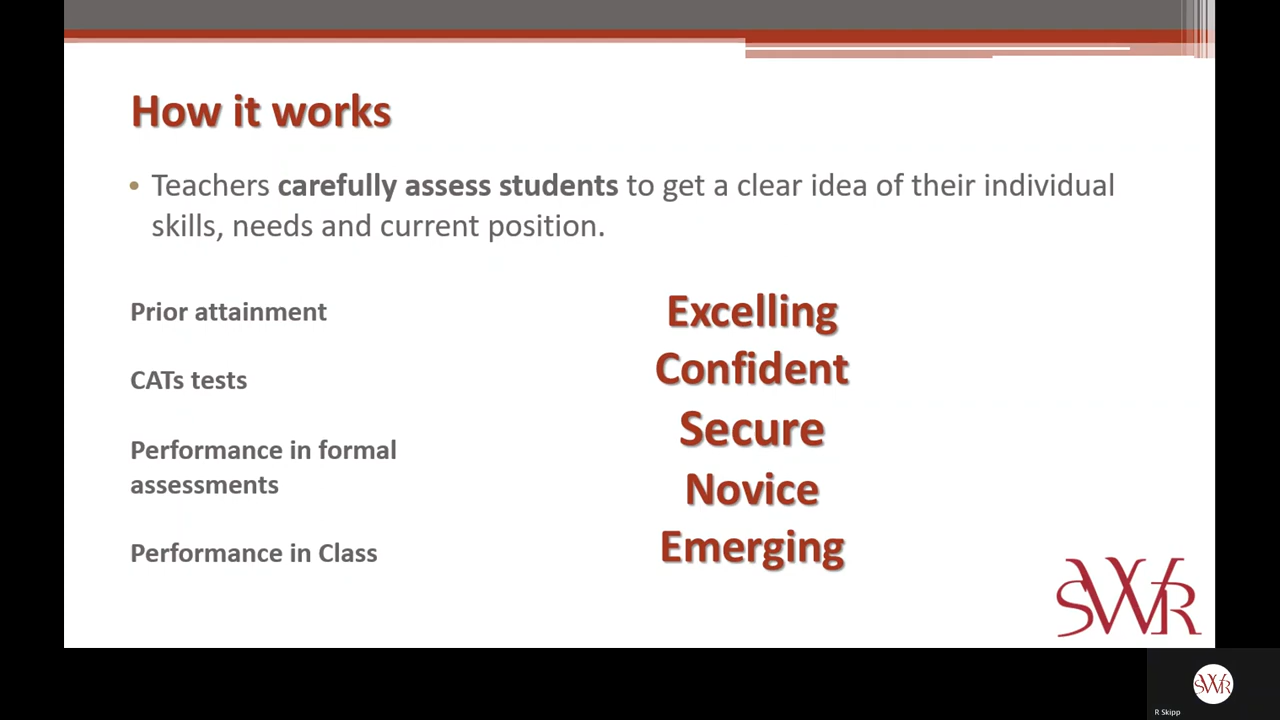 How it works
• Teachers carefully assess students to get a clear idea of their individual
skills, needs and current position.
Prior attainment
CATs tests
Performance in formal
assessments
Performance in Class
Excelling
Confident
Secure
Novice
Emerging
SWR
SWR
R Skipp